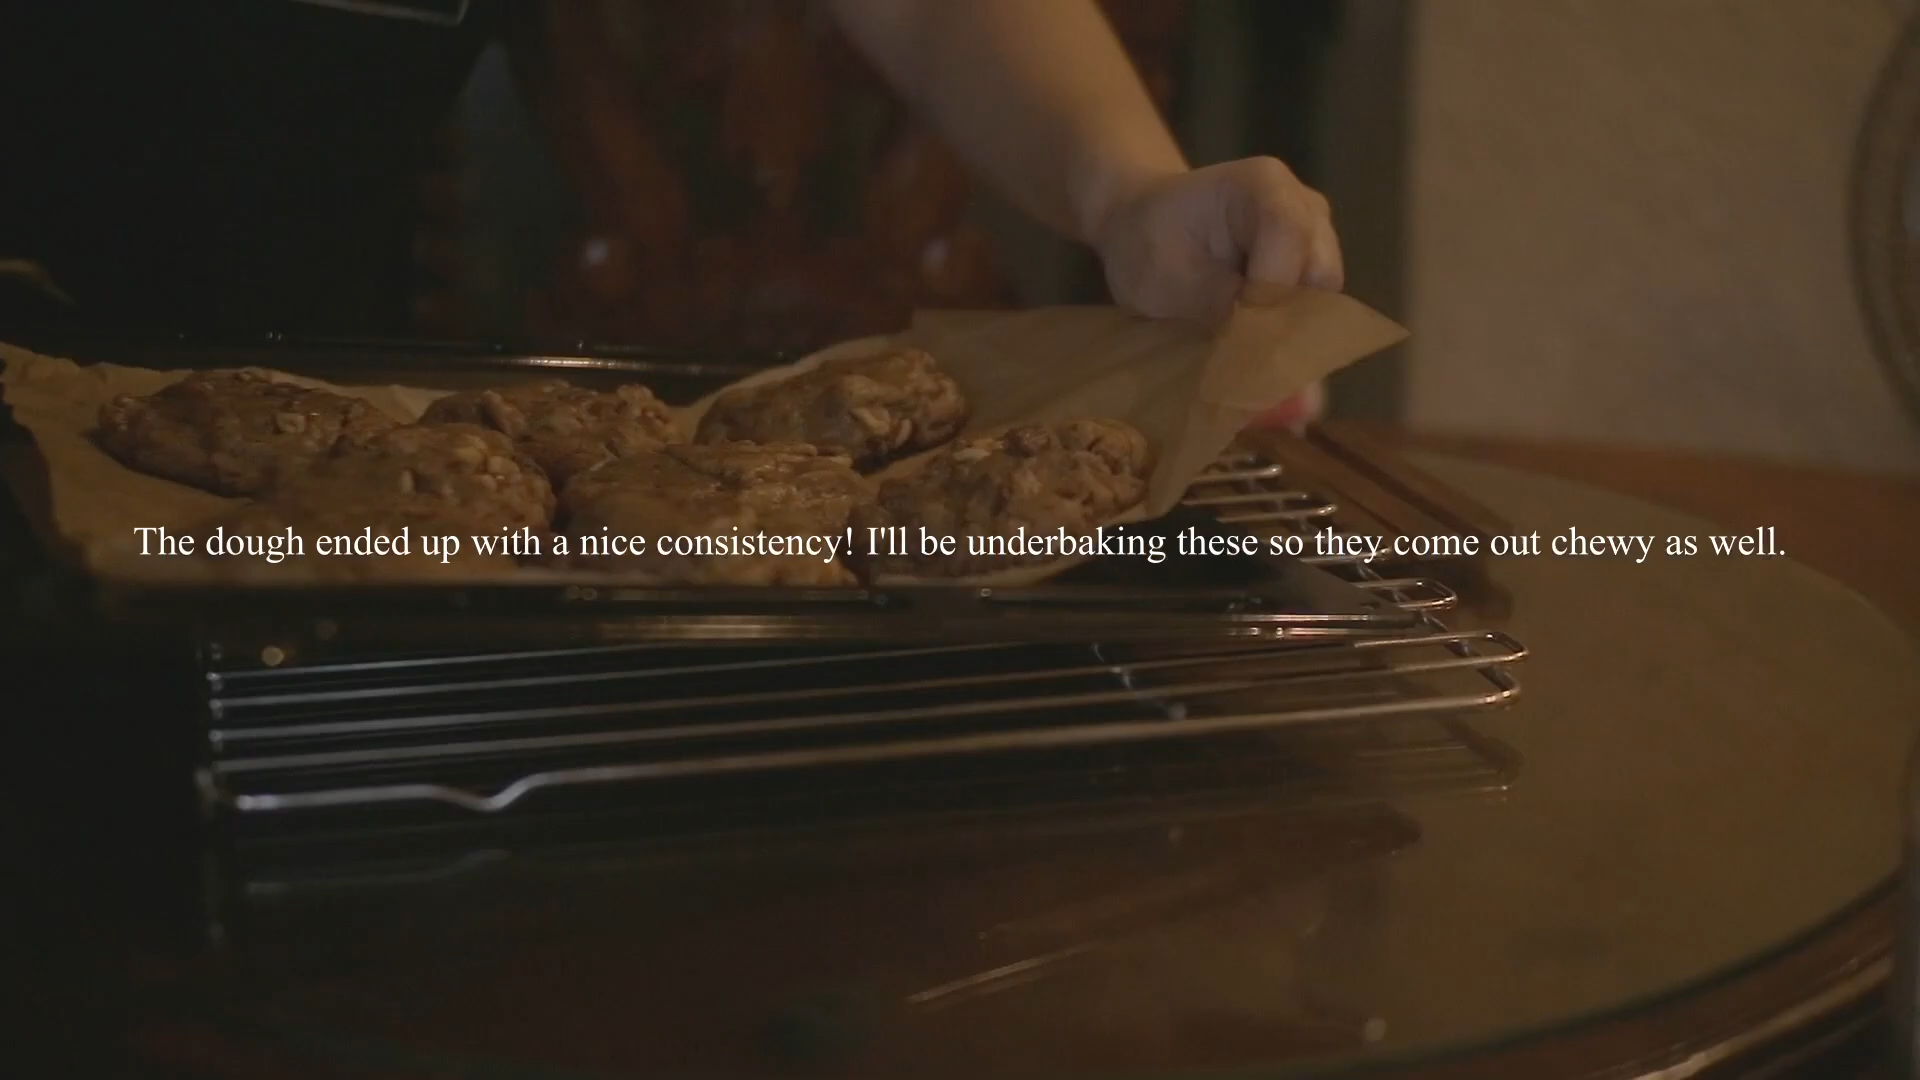 The dough ended up with a nice consistency! I'll be underbaking these so they come out chewy as well.